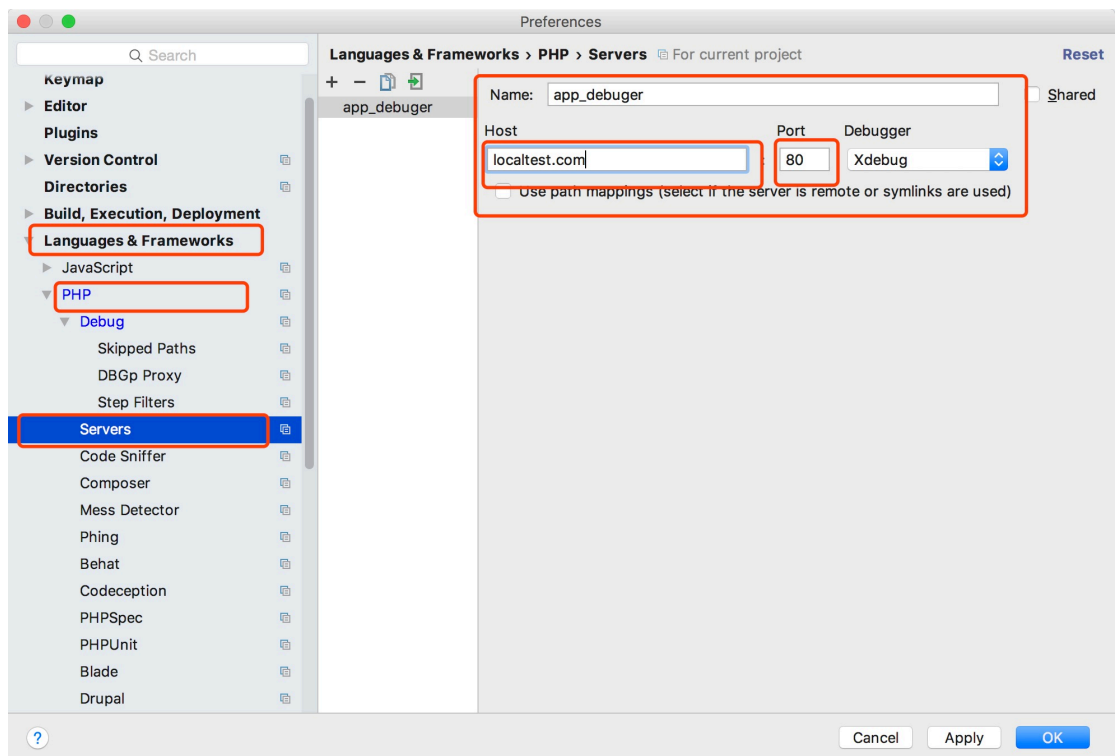 Preferences
Search
Languages & Frameworks › PHP › Servers For current project
Reset
Keymap
Editor
Plugins
Version Control
Directories
Build, Execution, Deployment
Languages & Frameworks
JavaScript
PHP
Debug
Skipped Paths
DBGp Proxy
Step Filters
Servers
Code Sniffer
Composer
Mess Detector
Phing
Behat
Codeception
PHPSpec
PHPUnit
Blade
Drupal
+ −
app_debuger
Name: app_debuger
Shared
Host Port Debugger
localtest.com : 80 Xdebug
Use path mappings (select if the server is remote or symlinks are used)
?
Cancel Apply OK